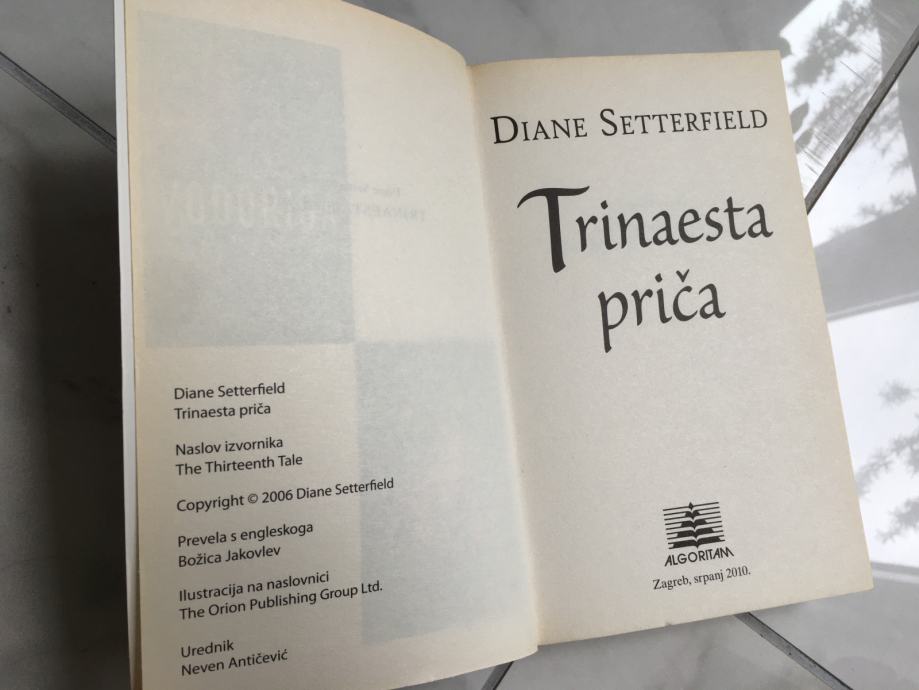 Diane Setterfield
Trinaesta priča
Naslov izvornika
The Thirteenth Tale
Copyright © 2006 Diane Setterfield
Prevela s engleskoga
Božica Jakovlev
Ilustracija na naslovnici
The Orion Publishing Group Ltd.
Urednik
Neven Antičević
DIANE SETTERFIELD
Trinaesta
priča
ALGORITAM
Zagreb, srpanj 2010.